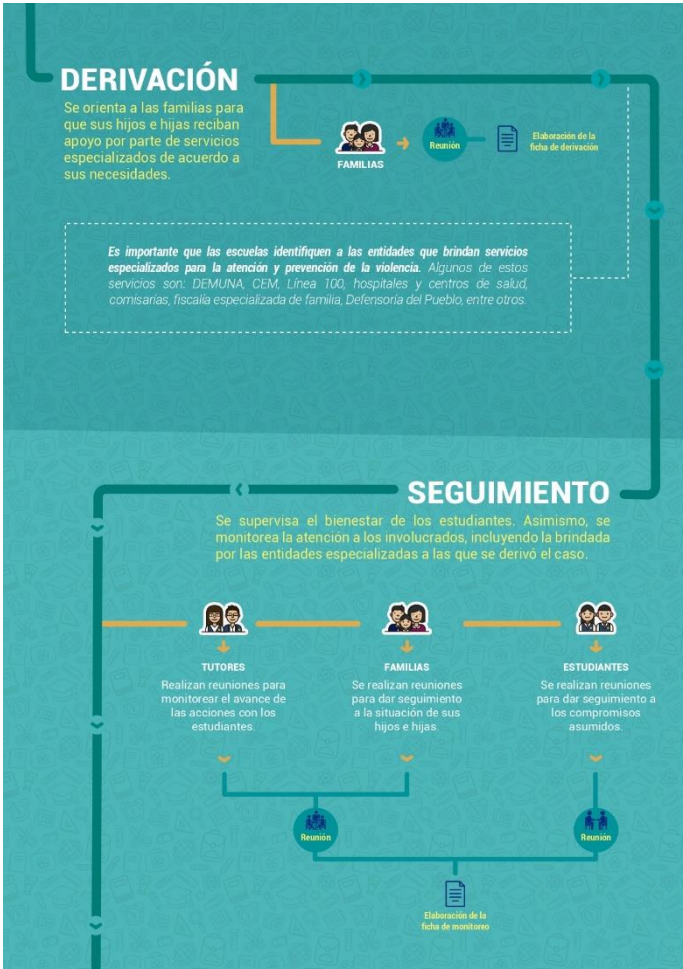 DERIVACIÓN
Se orienta a las familias para
que sus hijos e hijas reciban
apoyo por parte de servicios
especializados de acuerdo a
sus necesidades.
FAMILIAS
Reunión
Elaboración de la
ficha de derivación
Es importante que las escuelas identifiquen a las entidades que brindan servicios
especializados para la atención y prevención de la violencia. Algunos de estos
servicios son: DEMUNA, CEM, Línea 100, hospitales y centros de salud,
comisarías, fiscalía especializada de familia, Defensoría del Pueblo, entre otros.
SEGUIMIENTO
Se supervisa el bienestar de los estudiantes. Asimismo, se
monitorea la atención a los involucrados, incluyendo la brindada
por las entidades especializadas a las que se derivó el caso.
TUTORES
Realizan reuniones para
monitorear el avance de
las acciones con los
estudiantes.
FAMILIAS
Se realizan reuniones
para dar seguimiento
a la situación de sus
hijos e hijas.
ESTUDIANTES
Se realizan reuniones
para dar seguimiento a
los compromisos
asumidos.
Reunión
Reunión
Elaboración de la
ficha de monitoreo